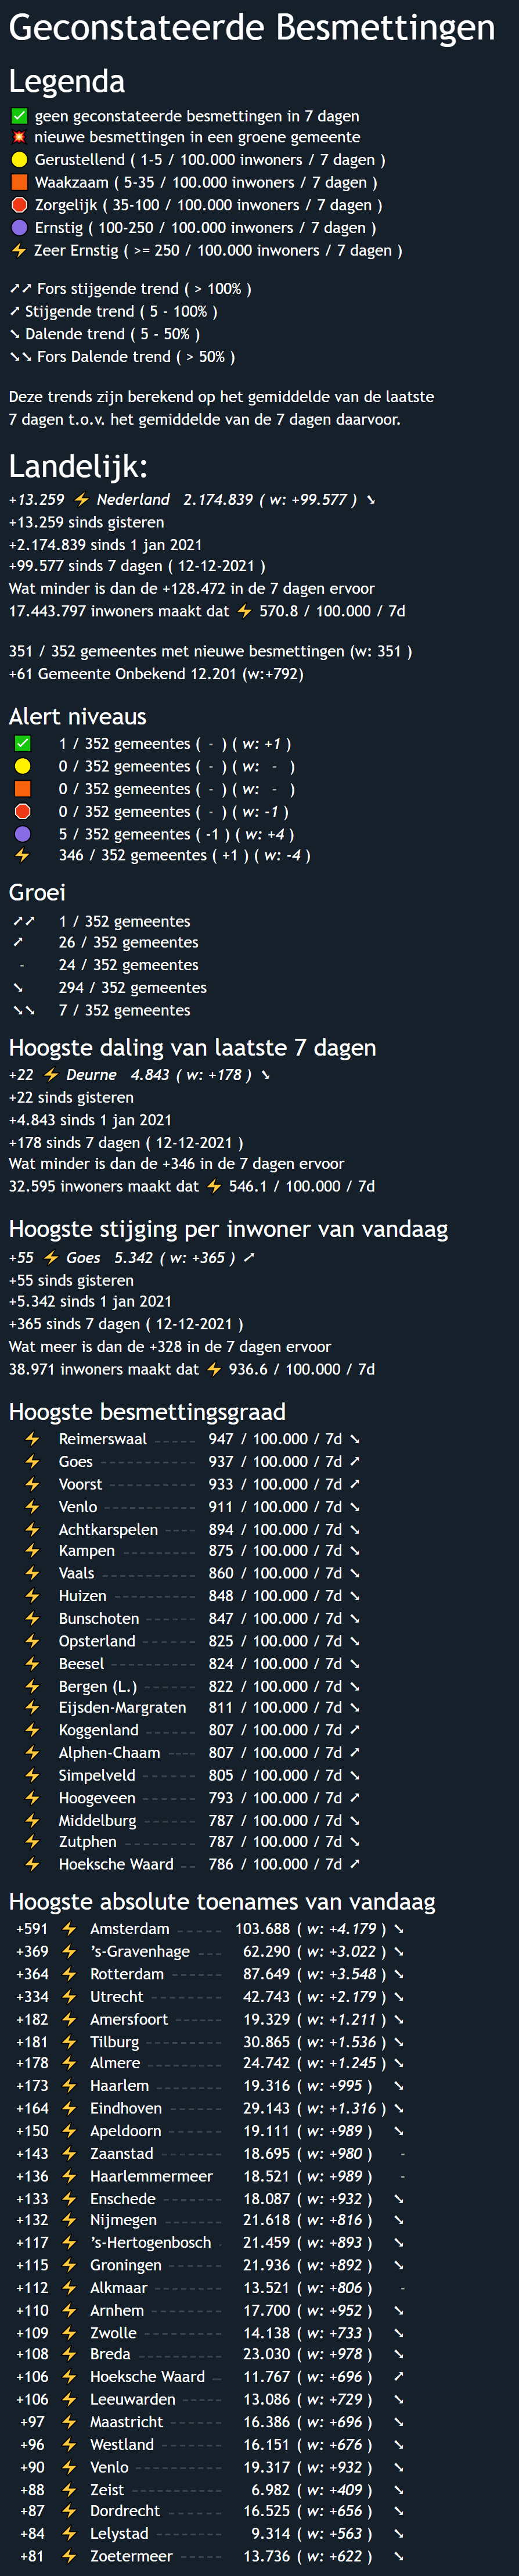 Geconstateerde Besmettingen
Legenda
✅ geen geconstateerde besmettingen in 7 dagen
💥 nieuwe besmettingen in een groene gemeente
🟡 Gerustellend ( 1-5 / 100.000 inwoners / 7 dagen )
🟧 Waakzaam ( 5-35 / 100.000 inwoners / 7 dagen )
🛑 Zorgelijk ( 35-100 / 100.000 inwoners / 7 dagen )
🟣 Ernstig ( 100-250 / 100.000 inwoners / 7 dagen )
⚡ Zeer Ernstig ( >= 250 / 100.000 inwoners / 7 dagen )
➚➚ Fors stijgende trend ( > 100% )
➚ Stijgende trend ( 5 - 100% )
➘ Dalende trend ( 5 - 50% )
➘➘ Fors Dalende trend ( > 50% )
Deze trends zijn berekend op het gemiddelde van de laatste
7 dagen t.o.v. het gemiddelde van de 7 dagen daarvoor.
Landelijk:
+13.259 ⚡ Nederland 2.174.839 ( w: +99.577 ) ➘
+13.259 sinds gisteren
+2.174.839 sinds 1 jan 2021
+99.577 sinds 7 dagen ( 12-12-2021 )
Wat minder is dan de +128.472 in de 7 dagen ervoor
17.443.797 inwoners maakt dat ⚡ 570.8 / 100.000 / 7d
351 / 352 gemeentes met nieuwe besmettingen (w: 351 )
+61 Gemeente Onbekend 12.201 (w:+792)
Alert niveaus
✅ 1 / 352 gemeentes ( - ) ( w: +1 )
🟡 0 / 352 gemeentes ( - ) ( w: - )
🟧 0 / 352 gemeentes ( - ) ( w: - )
🛑 0 / 352 gemeentes ( - ) ( w: -1 )
🟣 5 / 352 gemeentes ( -1 ) ( w: +4 )
⚡ 346 / 352 gemeentes ( +1 ) ( w: -4 )
Groei
➚➚ 1 / 352 gemeentes
➚ 26 / 352 gemeentes
- 24 / 352 gemeentes
➘ 294 / 352 gemeentes
➘➘ 7 / 352 gemeentes
Hoogste daling van laatste 7 dagen
+22 ⚡ Deurne 4.843 ( w: +178 ) ➘
+22 sinds gisteren
+4.843 sinds 1 jan 2021
+178 sinds 7 dagen ( 12-12-2021 )
Wat minder is dan de +346 in de 7 dagen ervoor
32.595 inwoners maakt dat ⚡ 546.1 / 100.000 / 7d
Hoogste stijging per inwoner van vandaag
+55 ⚡ Goes 5.342 ( w: +365 ) ➚
+55 sinds gisteren
+5.342 sinds 1 jan 2021
+365 sinds 7 dagen ( 12-12-2021 )
Wat meer is dan de +328 in de 7 dagen ervoor
38.971 inwoners maakt dat ⚡ 936.6 / 100.000 / 7d
Hoogste besmettingsgraad
⚡ Reimerswaal ----- 947 / 100.000 / 7d ➘
⚡ Goes ------------ 937 / 100.000 / 7d ➚
⚡ Voorst ----------- 933 / 100.000 / 7d ➚
⚡ Venlo ------------ 911 / 100.000 / 7d ➘
⚡ Achtkarspelen ---- 894 / 100.000 / 7d ➘
⚡ Kampen --------- 875 / 100.000 / 7d ➘
⚡ Vaals ------------ 860 / 100.000 / 7d ➘
⚡ Huizen ---------- 848 / 100.000 / 7d ➘
⚡ Bunschoten ------ 847 / 100.000 / 7d ➘
⚡ Opsterland ------- 825 / 100.000 / 7d ➘
⚡ Beesel ---------- 824 / 100.000 / 7d ➘
⚡ Bergen (L.) ------ 822 / 100.000 / 7d ➘
⚡ Eijsden-Margraten 811 / 100.000 / 7d ➘
⚡ Koggenland ------ 807 / 100.000 / 7d ➚
⚡ Alphen-Chaam ---- 807 / 100.000 / 7d ➚
⚡ Simpelveld ------ 805 / 100.000 / 7d ➘
⚡ Hoogeveen ------ 793 / 100.000 / 7d ➚
⚡ Middelburg ------ 787 / 100.000 / 7d ➘
⚡ Zutphen --------- 787 / 100.000 / 7d ➘
⚡ Hoeksche Waard -- 786 / 100.000 / 7d ➚
Hoogste absolute toenames van vandaag
+591 ⚡ Amsterdam ----- 103.688 ( w: +4.179 ) ➘
+369 ⚡ ’s-Gravenhage --- 62.290 ( w: +3.022 ) ➘
+364 ⚡ Rotterdam ------ 87.649 ( w: +3.548 ) ➘
+334 ⚡ Utrecht -------- 42.743 ( w: +2.179 ) ➘
+182 ⚡ Amersfoort ----- 19.329 ( w: +1.211 ) ➘
+181 ⚡ Tilburg --------- 30.865 ( w: +1.536 ) ➘
+178 ⚡ Almere -------- 24.742 ( w: +1.245 ) ➘
+173 ⚡ Haarlem ------- 19.316 ( w: +995 ) ➘
+164 ⚡ Eindhoven ------ 29.143 ( w: +1.316 ) ➘
+150 ⚡ Apeldoorn ------ 19.111 ( w: +989 ) ➘
+143 ⚡ Zaanstad ------- 18.695 ( w: +980 ) -
+136 ⚡ Haarlemmermeer 18.521 ( w: +989 ) -
+133 ⚡ Enschede ------ 18.087 ( w: +932 ) ➘
+132 ⚡ Nijmegen ------ 21.618 ( w: +816 ) ➘
+117 ⚡ ’s-Hertogenbosch 21.459 ( w: +893 ) ➘
+115 ⚡ Groningen ------ 21.936 ( w: +892 ) ➘
+112 ⚡ Alkmaar ------- 13.521 ( w: +806 ) -
+110 ⚡ Arnhem -------- 17.700 ( w: +952 ) ➘
+109 ⚡ Zwolle --------- 14.138 ( w: +733 ) ➘
+108 ⚡ Breda --------- 23.030 ( w: +978 ) ➘
+106 ⚡ Hoeksche Waard - 11.767 ( w: +696 ) ➚
+106 ⚡ Leeuwarden ----- 13.086 ( w: +729 ) ➘
+97 ⚡ Maastricht ------ 16.386 ( w: +696 ) ➘
+96 ⚡ Westland ------- 16.151 ( w: +676 ) ➘
+90 ⚡ Venlo ---------- 19.317 ( w: +932 ) ➘
+88 ⚡ Zeist ---------- 6.982 ( w: +409 ) ➘
+87 ⚡ Dordrecht ------ 16.525 ( w: +656 ) ➘
+84 ⚡ Lelystad -------- 9.314 ( w: +563 ) ➘
+81 ⚡ Zoetermeer ----- 13.736 ( w: +622 ) ➘